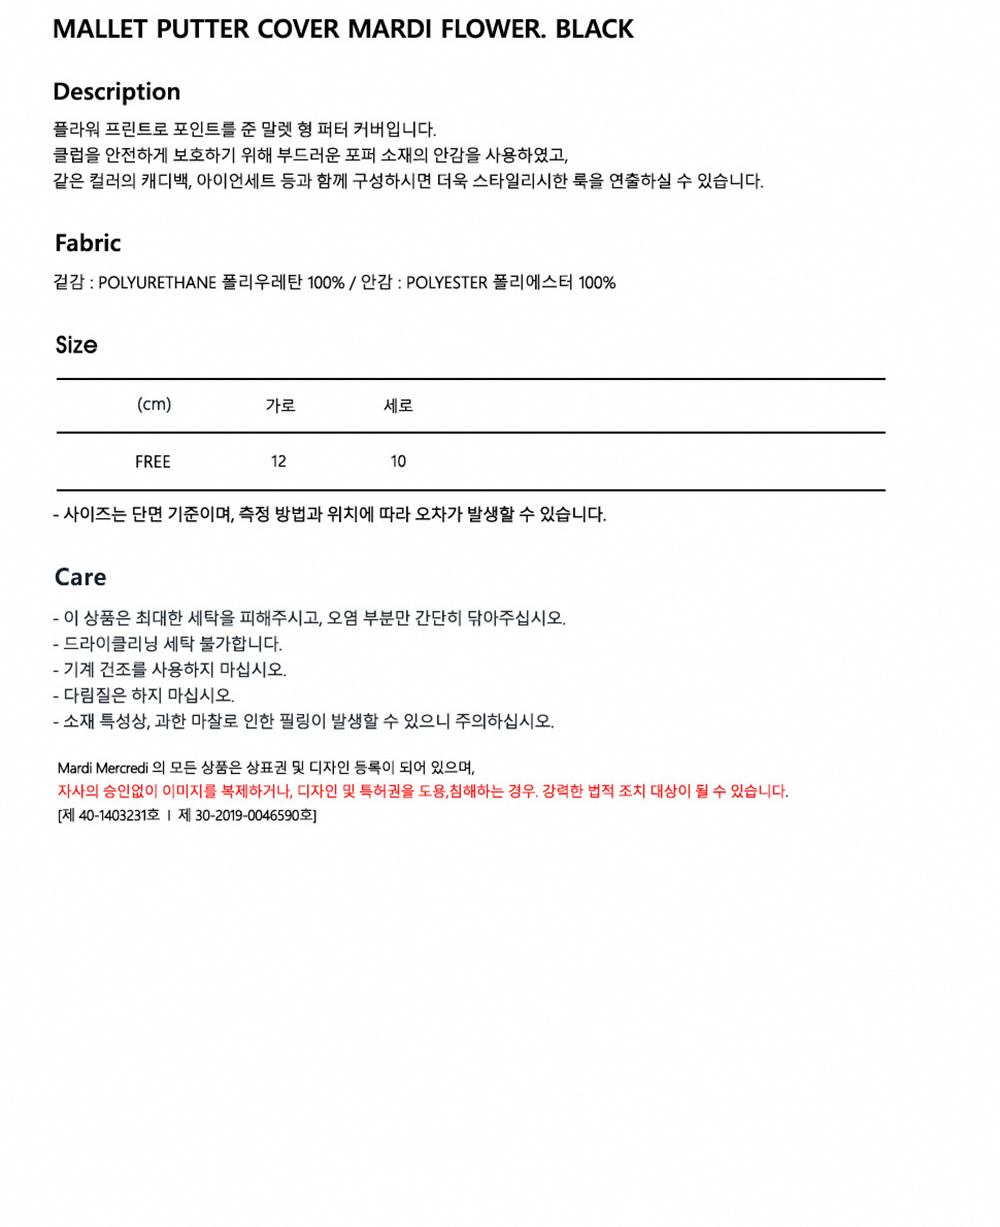 MALLET PUTTER COVER MARDI FLOWER. BLACK
Description
플라워 프린트로 포인트를 준 말렛 형 퍼터 커버입니다.
클럽을 안전하게 보호하기 위해 부드러운 포퍼 소재의 안감을 사용하였고,
같은 컬러의 캐디백, 아이언세트 등과 함께 구성하시면 더욱 스타일리시한 룩을 연출하실 수 있습니다.
Fabric
겉감 : POLYURETHANE 폴리우레탄 100% / 안감 : POLYESTER 폴리에스터 100%
Size
(cm) 가로 세로
FREE 12 10
- 사이즈는 단면 기준이며, 측정 방법과 위치에 따라 오차가 발생할 수 있습니다.
Care
- 이 상품은 최대한 세탁을 피해주시고, 오염 부분만 간단히 닦아주십시오.
- 드라이클리닝 세탁 불가합니다.
- 기계 건조를 사용하지 마십시오.
- 다림질은 하지 마십시오.
- 소재 특성상, 과한 마찰로 인한 필링이 발생할 수 있으니 주의하십시오.
Mardi Mercredi 의 모든 상품은 상표권 및 디자인 등록이 되어 있으며,
자사의 승인없이 이미지를 복제하거나, 디자인 및 특허권을 도용,침해하는 경우. 강력한 법적 조치 대상이 될 수 있습니다.
[제 40-1403231호 ㅣ 제 30-2019-0046590호]